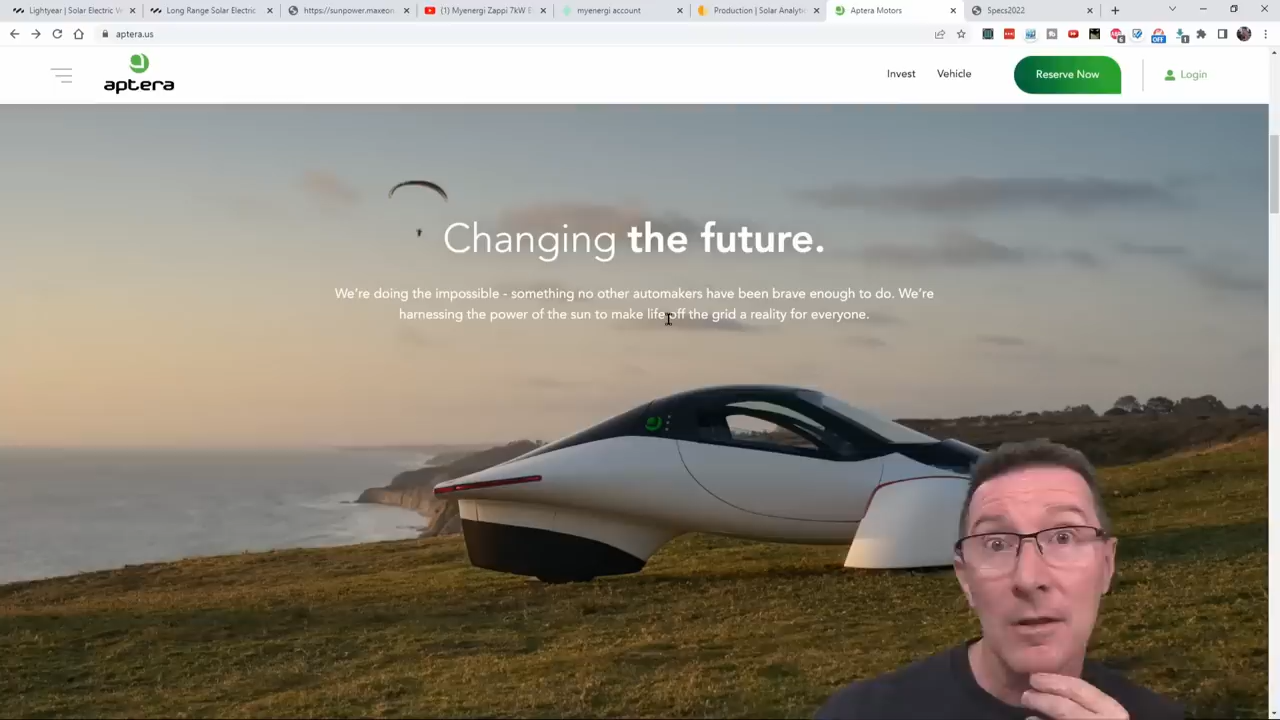 Lightyear | Solar Electric V
Long Range Solar Electric
https://sunpower.maxeon.
(1) Myenergi Zappi 7kW E
myenergi account
Production | Solar Analytic
Aptera Motors
Specs2022
aptera.us
OFF
aptera
Invest
Vehicle
Reserve Now
Login
Changing the future.
We're doing the impossible - something no other automakers have been brave enough to do. We're
harnessing the power of the sun to make life off the grid a reality for everyone.